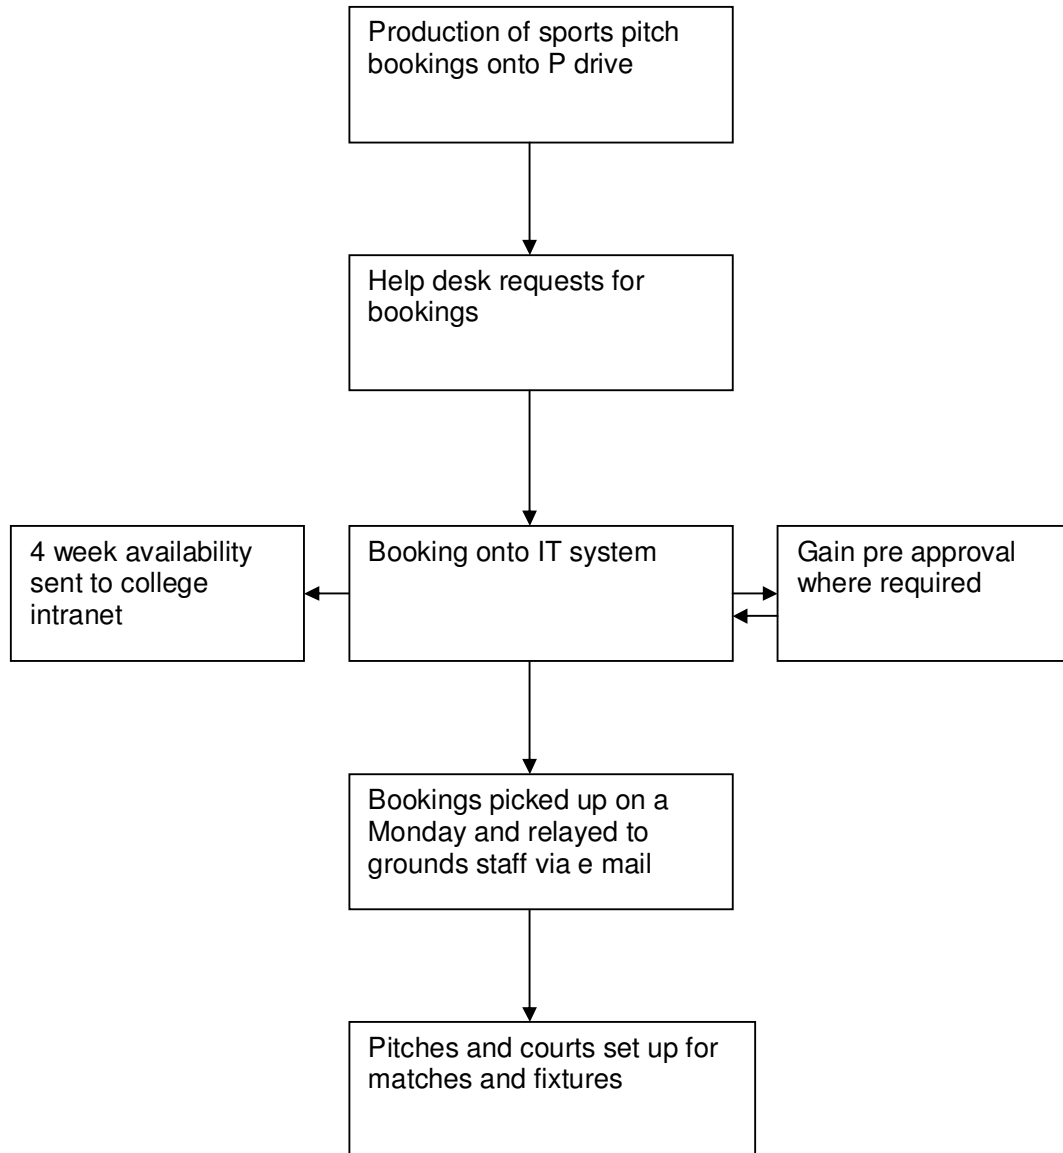 Production of sports pitch
bookings onto P drive
Help desk requests for
bookings
4 week availability
sent to college
intranet
Booking onto IT system
Gain pre approval
where required
Bookings picked up on a
Monday and relayed to
grounds staff via e mail
Pitches and courts set up for
matches and fixtures